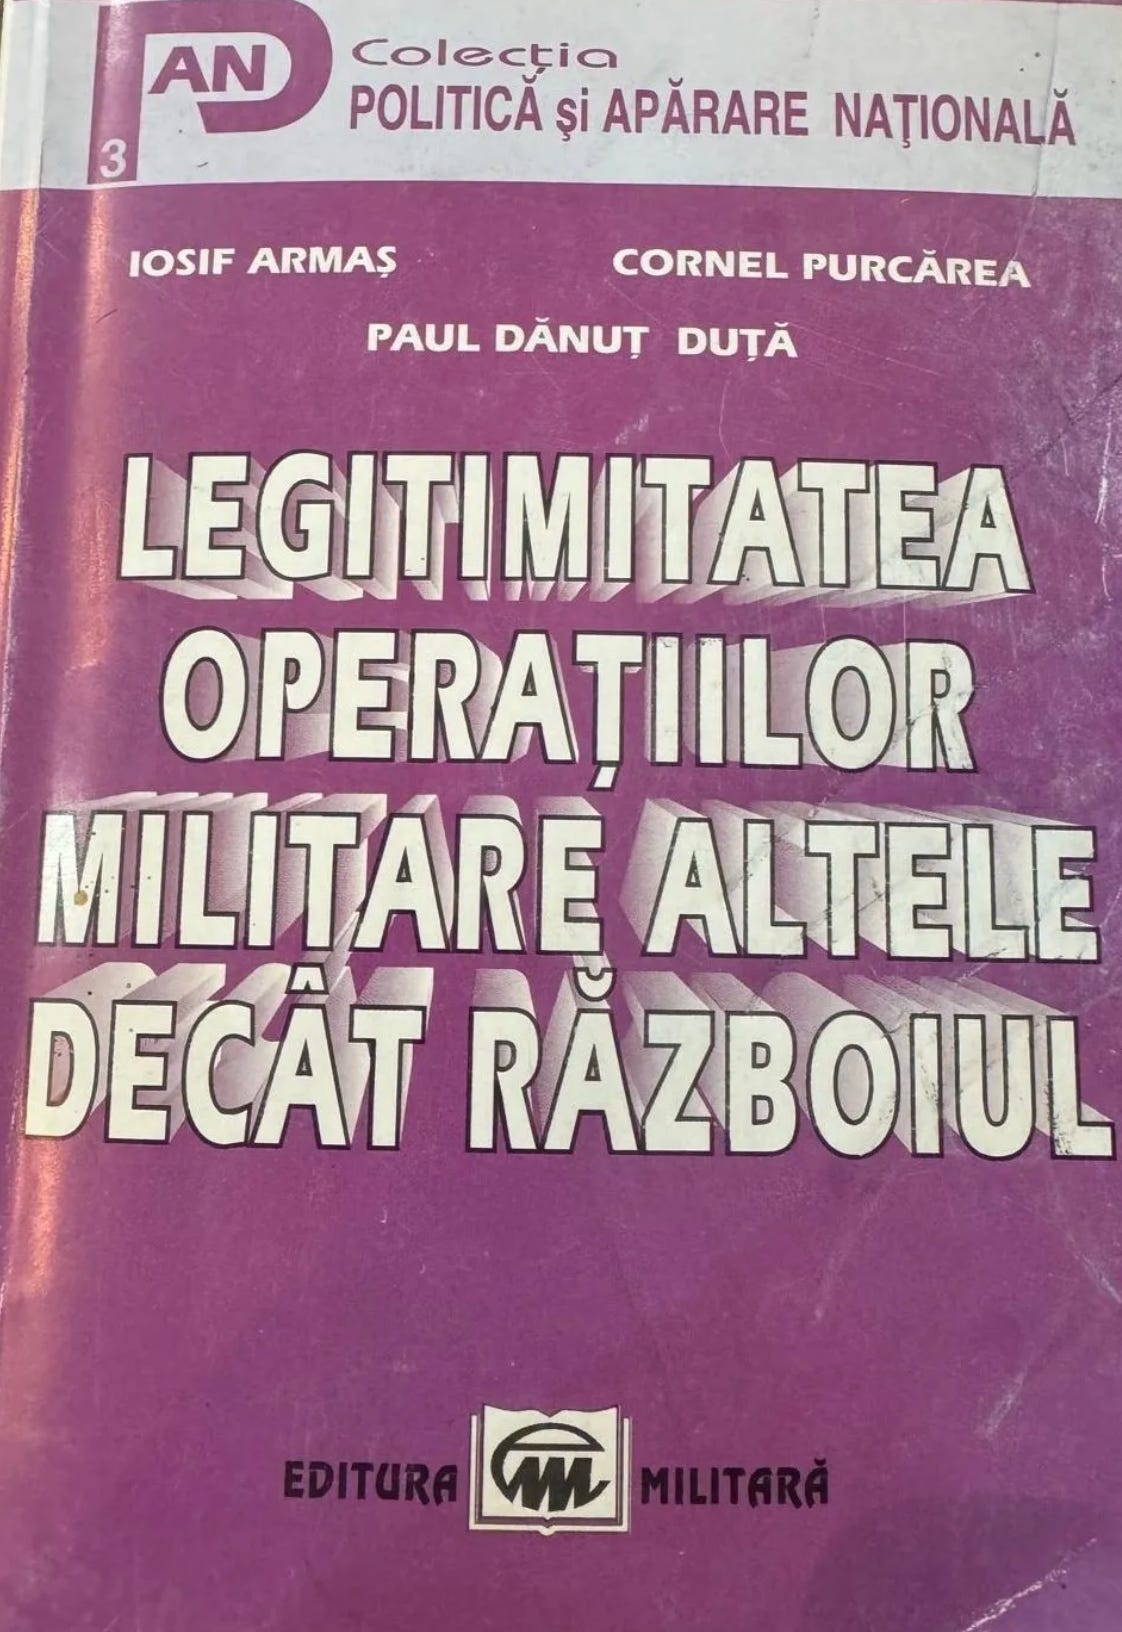 PAN
3
Colecția
POLITICĂ și APĂRARE NAȚIONALĂ
IOSIF ARMAȘ CORNEL PURCĂREA
PAUL DĂNUȚ DUȚĂ
LEGITIMITATEA
OPERAȚIILOR
MILITARE ALTELE
DECÂT RĂZBOIUL
EDITURA MILITARĂ